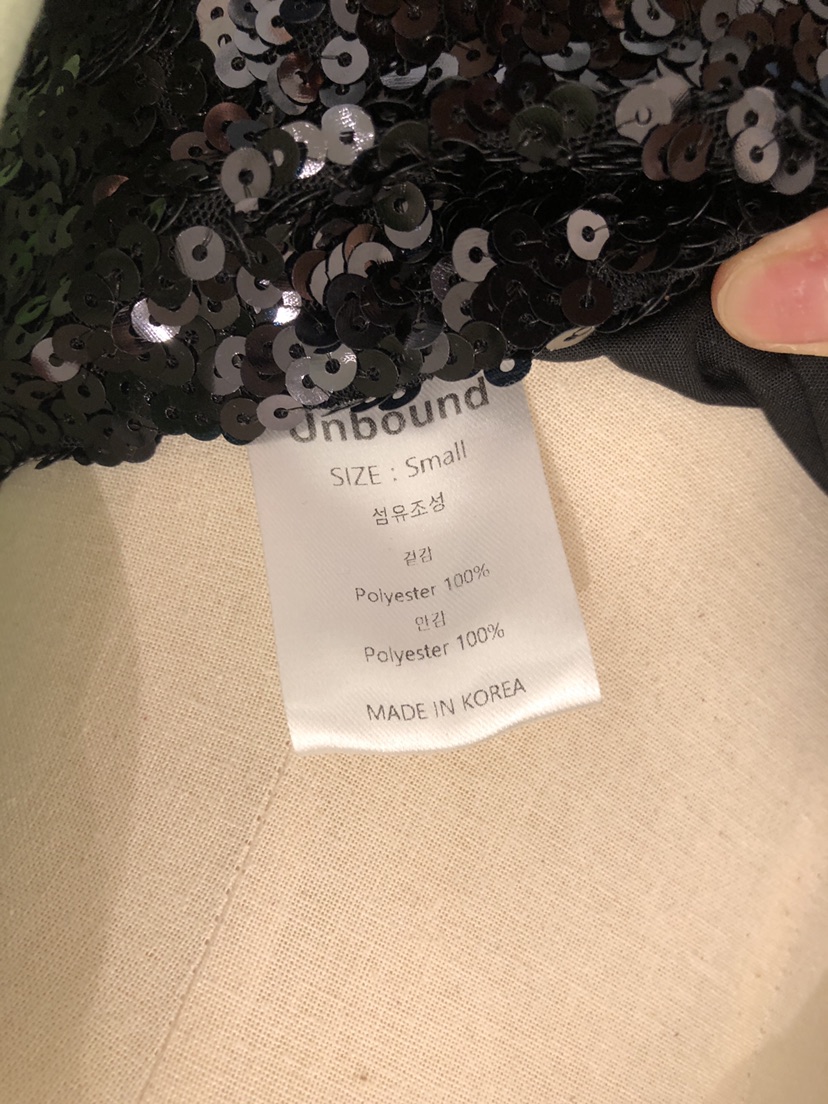 Unbound
SIZE : Small
섬유조성
겉감
Polyester 100%
안감
Polyester 100%
MADE IN KOREA